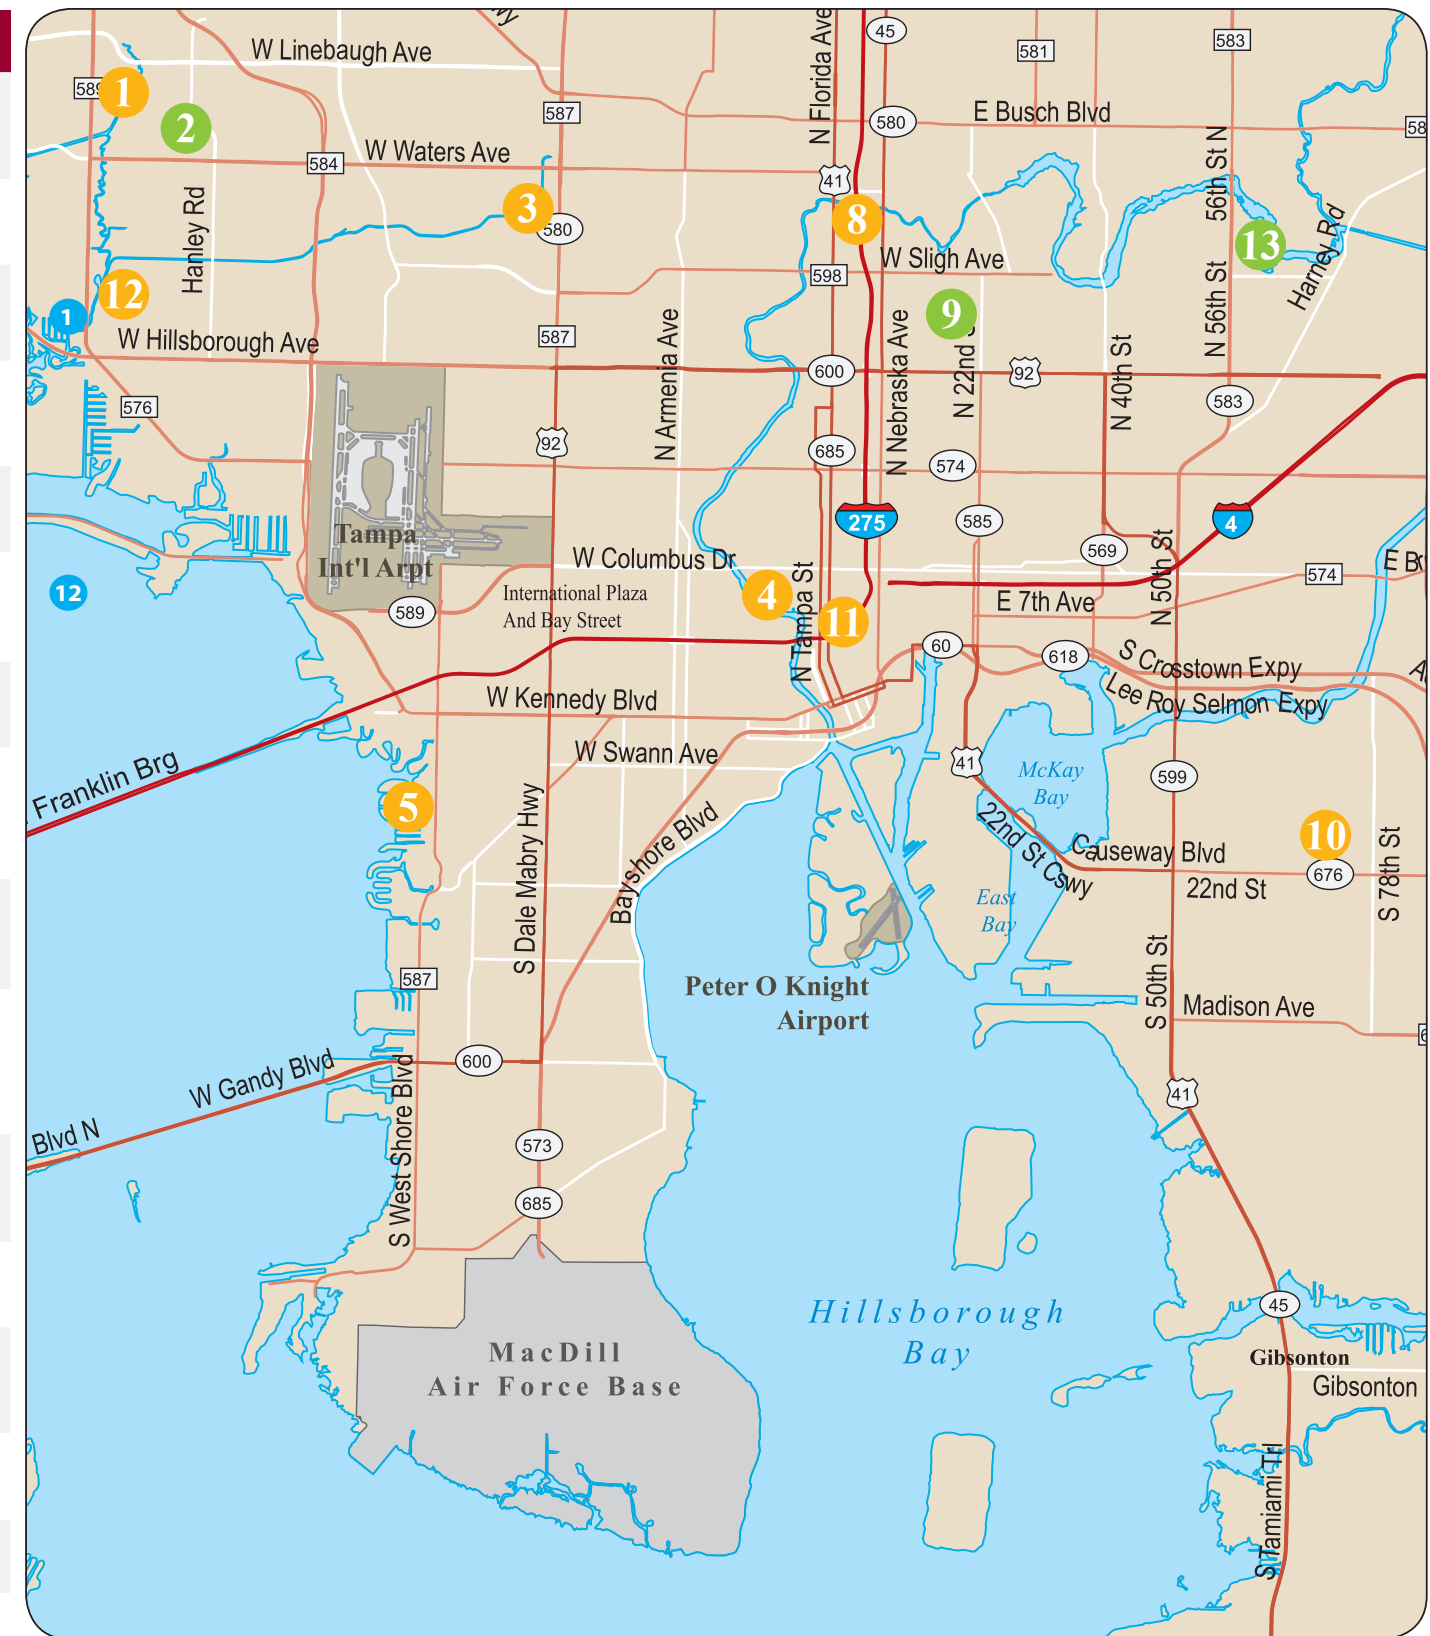 wy
W Linebaugh Ave
N Florida Ave
45
581
583
589
1
587
580
E Busch Blvd
58
2
W Waters Ave
584
41
56th St N
Hanley Rd
3
580
8
13
Harney Rd
W Sligh Ave
598
12
1
9
N 56th St
W Hillsborough Ave
587
N Armenia Ave
N Nebraska Ave
N 22nd S
N 40th St
600
92
576
583
92
685
574
275
585
4
Tampa
Int'l Arpt
569
N 50th St
W Columbus Dr
E Br
574
12
International Plaza
And Bay Street
4
N Tampa St
E 7th Ave
589
11
60
618
S Crosstown Expy
Lee Roy Selmon Expy
W Kennedy Blvd
W Swann Ave
41
McKay
Bay
599
Franklin Brg
5
S Dale Mabry Hwy
Bayshore Blvd
22nd St Cswy
Causeway Blvd
10
676
22nd St
S 78th St
East
Bay
587
Peter O Knight
Airport
S 50th St
Madison Ave
6
600
W Gandy Blvd
S West Shore Blvd
41
Blvd N
573
685
Hillsborough
Bay
45
MacDill
Air Force Base
Gibsonton
Gibsonton
S Tamiami Trl